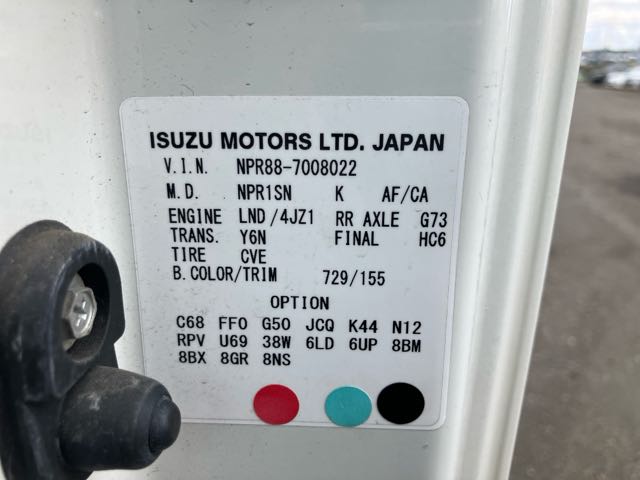 ISUZU MOTORS LTD. JAPAN
V.I.N. NPR88-7008022
M.D. NPR1SN K AF/CA
ENGINE LND/4JZ1 RR AXLE G73
TRANS. Y6N FINAL HC6
TIRE CVE
B.COLOR/TRIM 729/155
OPTION
C68 FF0 G50 JCQ K44 N12
RPV U69 38W 6LD 6UP 8BM
8BX 8GR 8NS